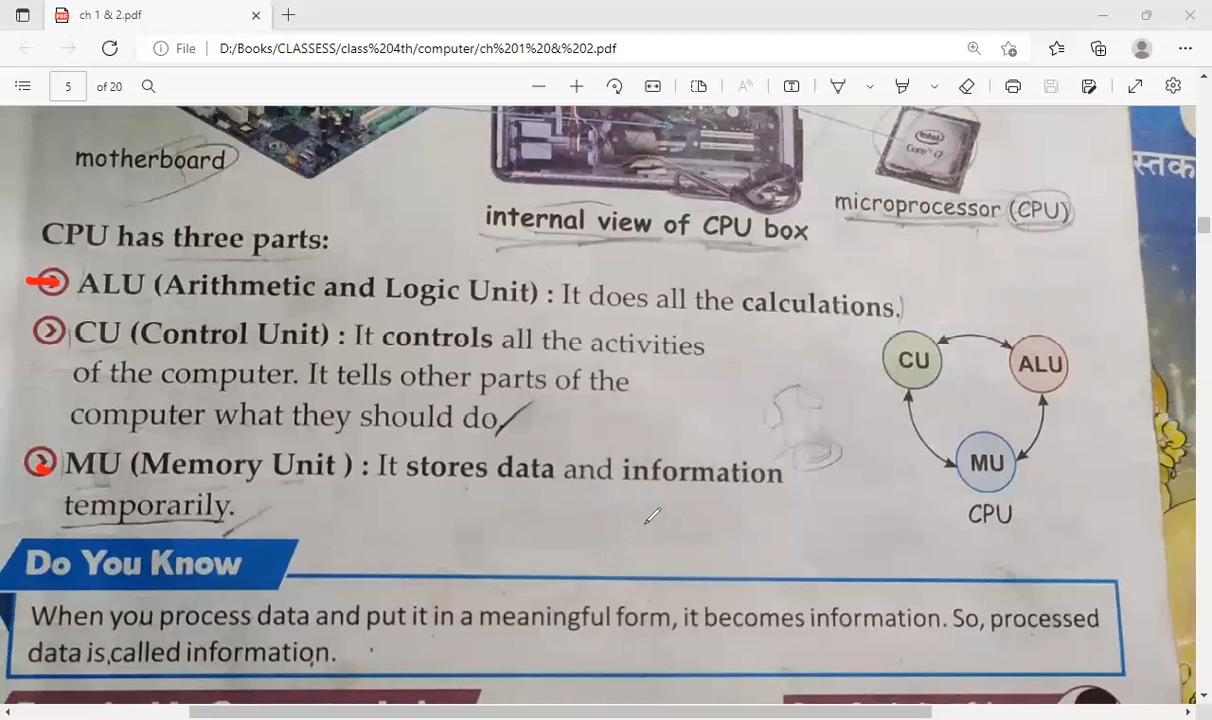 ch 1 & 2.pdf
File
D:/Books/CLASSESS/class%204th/computer/ch%201%20&%202.pdf
5 of 20
motherboard
intel
Core i7
microprocessor (CPU)
internal view of CPU box
स्तक
CPU has three parts:
ALU (Arithmetic and Logic Unit) : It does all the calculations.
CU (Control Unit) : It controls all the activities
of the computer. It tells other parts of the
computer what they should do
MU (Memory Unit ) : It stores data and information
temporarily.
CU
ALU
MU
CPU
Do You Know
When you process data and put it in a meaningful form, it becomes information. So, processed
data is called information.